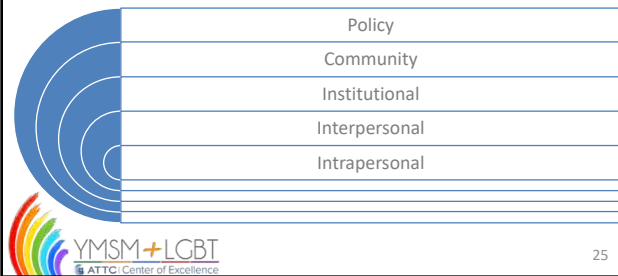 Policy
Community
Institutional
Interpersonal
Intrapersonal
YMSM+LGBT
ATTC Center of Excellence
25